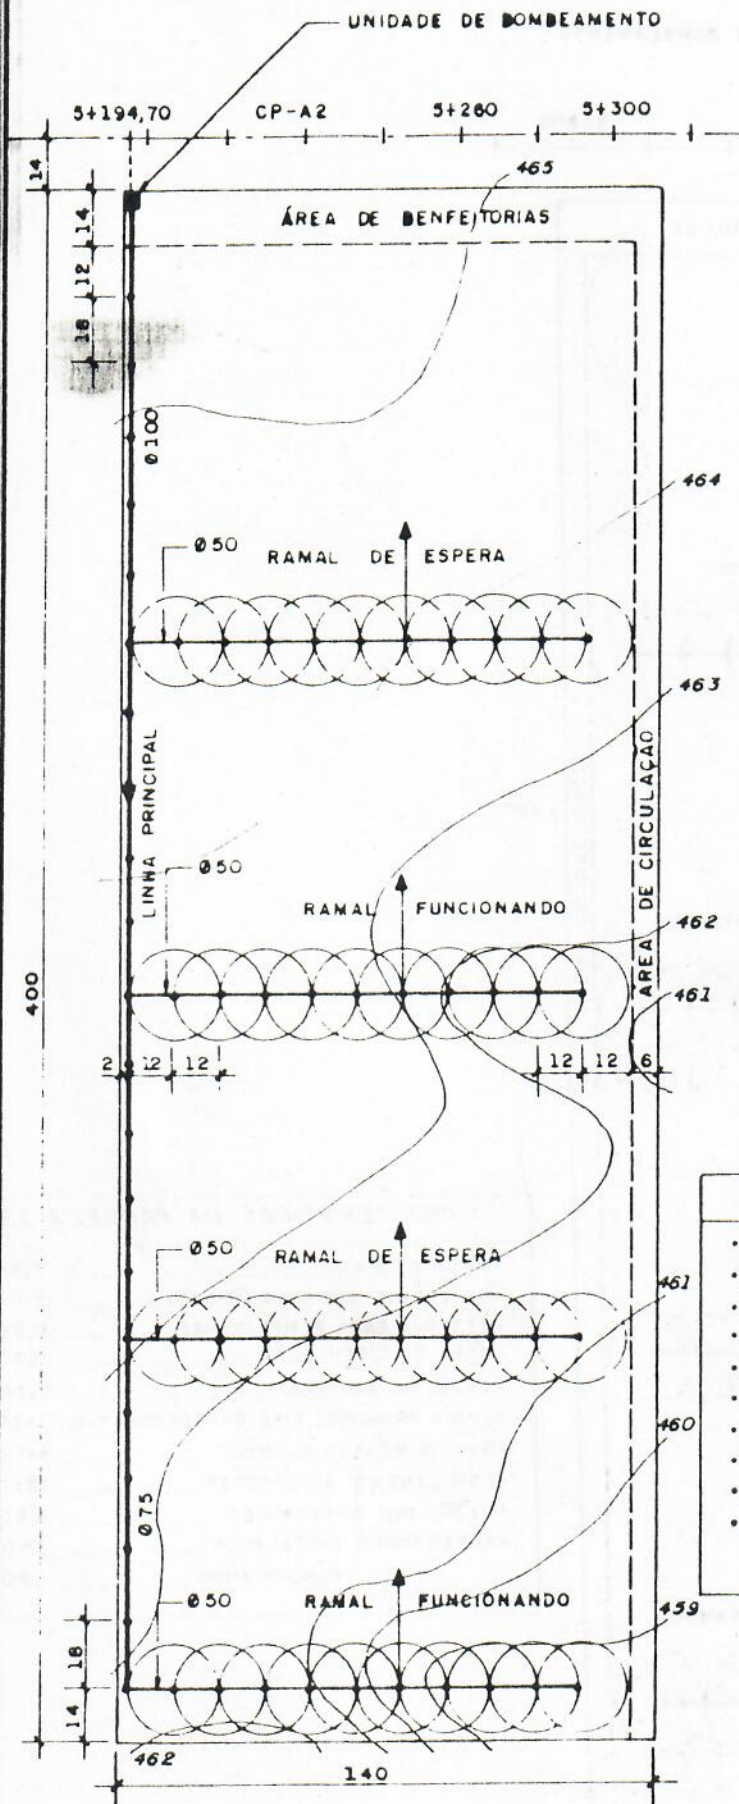 UNIDADE DE BOMBEAMENTO
5+194,70 CP-A2 5+260 5+300
14
465
ÁREA DE BENFEITORIAS
14
12
18
Ø100
464
Ø50
RAMAL DE ESPERA
463
LINHA PRINCIPAL
ÁREA DE CIRCULAÇÃO
Ø50
RAMAL FUNCIONANDO
462
400
461
2 12 12
12 12 6
Ø50
RAMAL DE ESPERA
461
460
Ø75
Ø50
RAMAL FUNCIONANDO
459
18
14
462
140